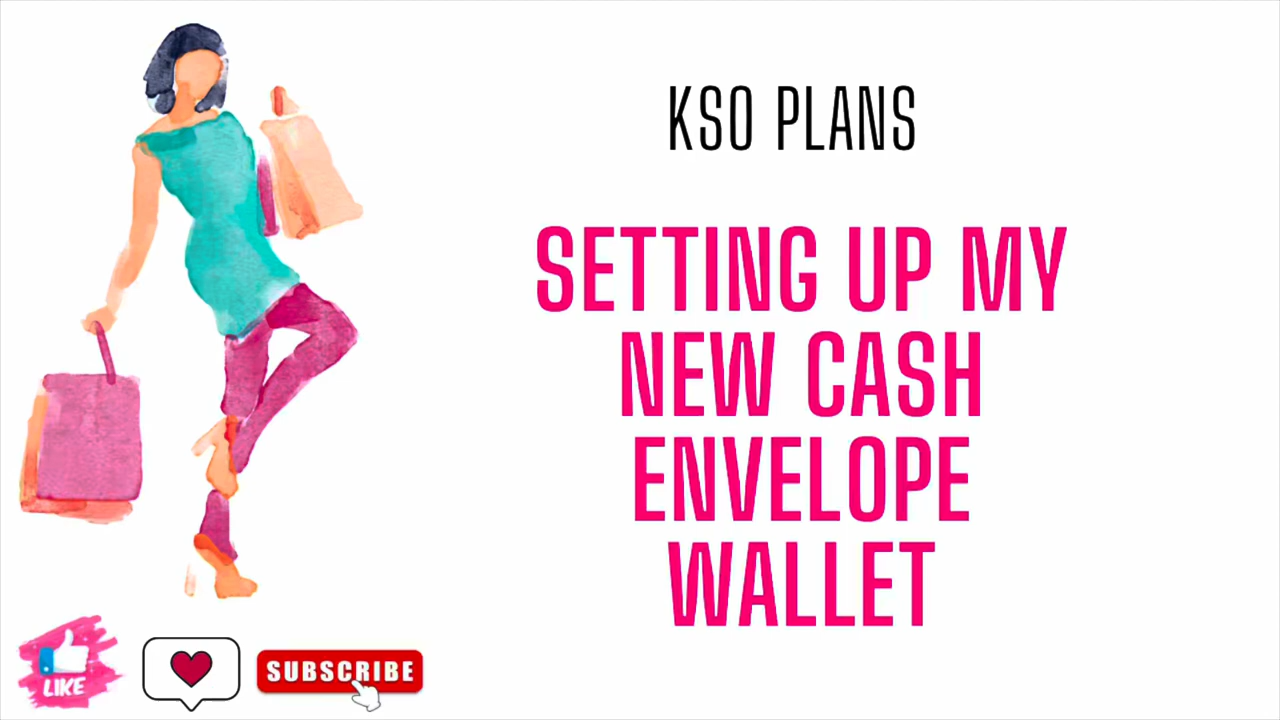 KSO PLANS
SETTING UP MY
NEW CASH
ENVELOPE
WALLET
LIKE
SUBSCRIBE